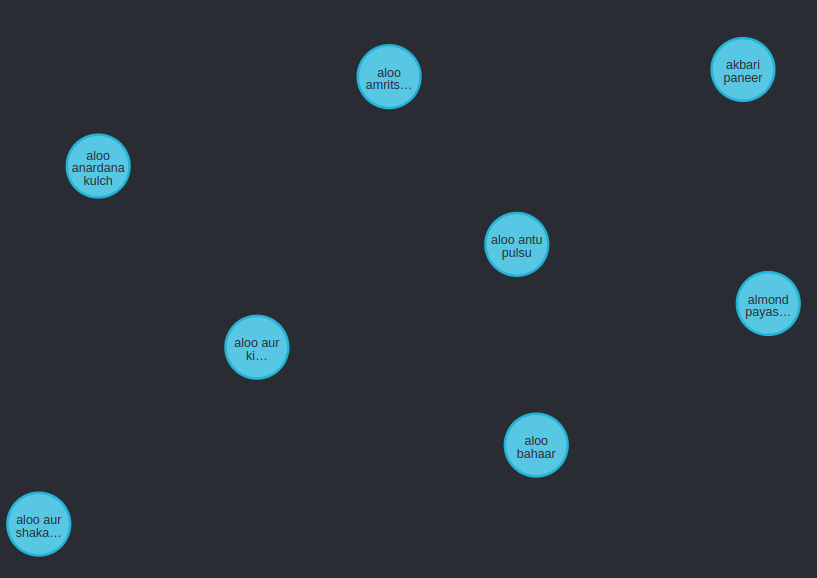 akbari
paneer
aloo
amrits…
aloo
anardana
kulch
aloo antu
pulsu
almond
payas…
aloo aur
ki…
aloo
bahaar
aloo aur
shaka…